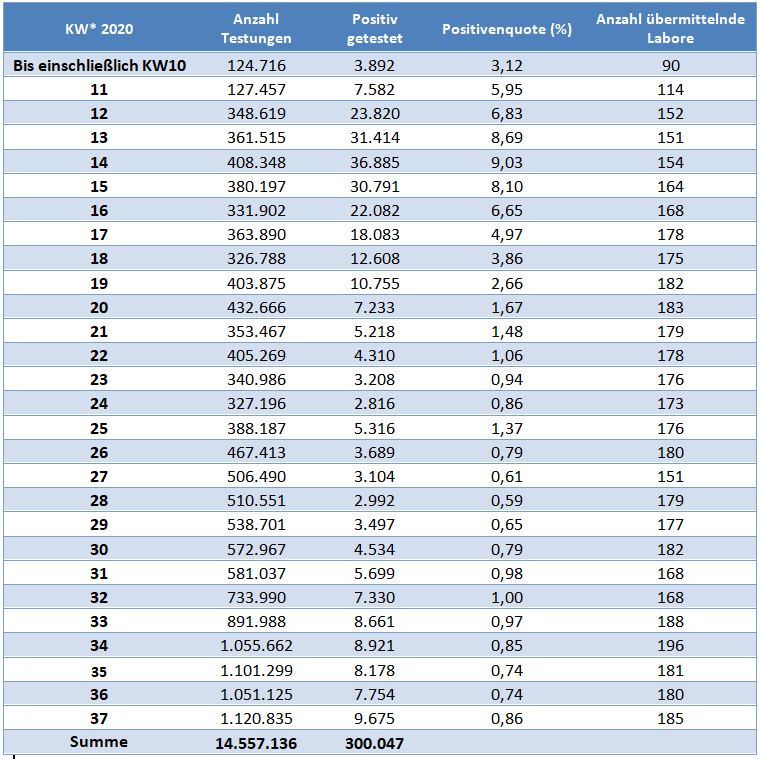 KW* 2020 Anzahl Testungen Positiv getestet Positivenquote (%) Anzahl übermittelnde Labore
Bis einschließlich KW10 124.716 3.892 3,12 90
11 127.457 7.582 5,95 114
12 348.619 23.820 6,83 152
13 361.515 31.414 8,69 151
14 408.348 36.885 9,03 154
15 380.197 30.791 8,10 164
16 331.902 22.082 6,65 168
17 363.890 18.083 4,97 178
18 326.788 12.608 3,86 175
19 403.875 10.755 2,66 182
20 432.666 7.233 1,67 183
21 353.467 5.218 1,48 179
22 405.269 4.310 1,06 178
23 340.986 3.208 0,94 176
24 327.196 2.816 0,86 173
25 388.187 5.316 1,37 176
26 467.413 3.689 0,79 180
27 506.490 3.104 0,61 151
28 510.551 2.992 0,59 179
29 538.701 3.497 0,65 177
30 572.967 4.534 0,79 182
31 581.037 5.699 0,98 168
32 733.990 7.330 1,00 168
33 891.988 8.661 0,97 188
34 1.055.662 8.921 0,85 196
35 1.101.299 8.178 0,74 181
36 1.051.125 7.754 0,74 180
37 1.120.835 9.675 0,86 185
Summe 14.557.136 300.047